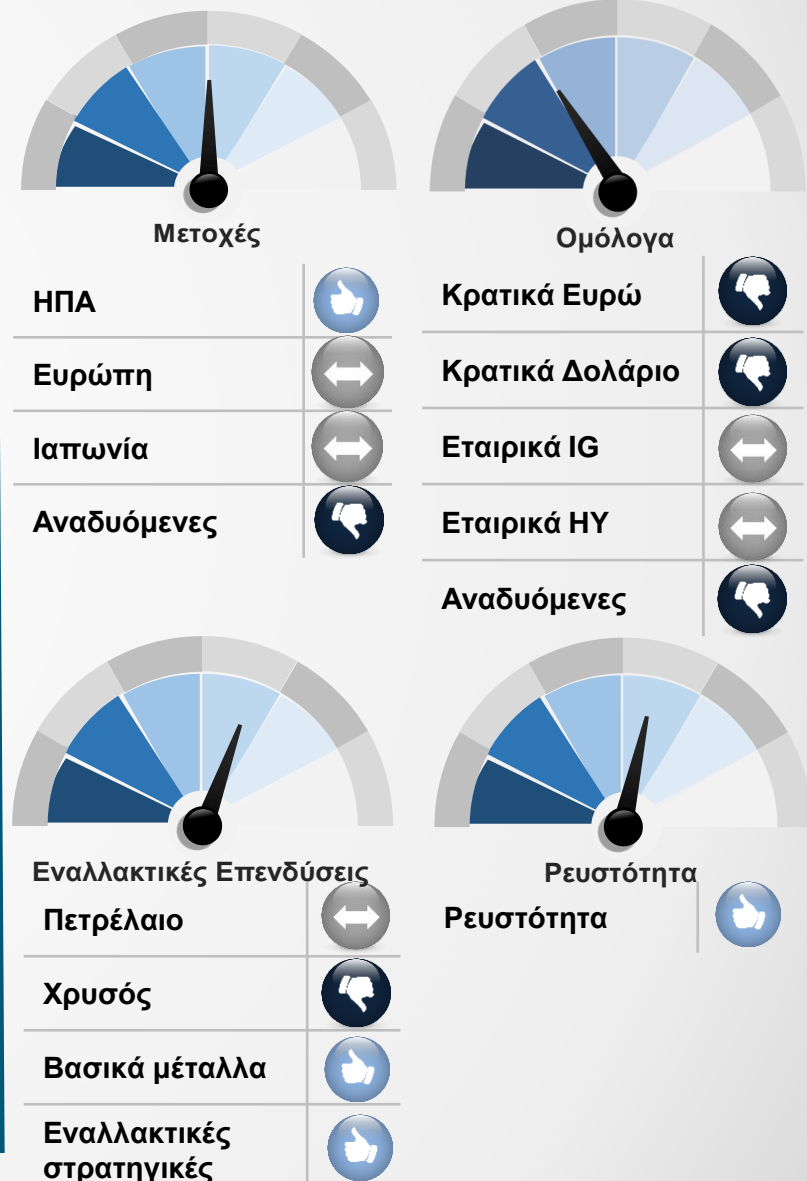 Μετοχές
ΗΠΑ
Ευρώπη
Ιαπωνία
Αναδυόμενες
Ομόλογα
Κρατικά Ευρώ
Κρατικά Δολάριο
Εταιρικά IG
Εταιρικά HY
Αναδυόμενες
Εναλλακτικές Επενδύσεις
Πετρέλαιο
Χρυσός
Βασικά μέταλλα
Εναλλακτικές
στρατηγικές
Ρευστότητα
Ρευστότητα